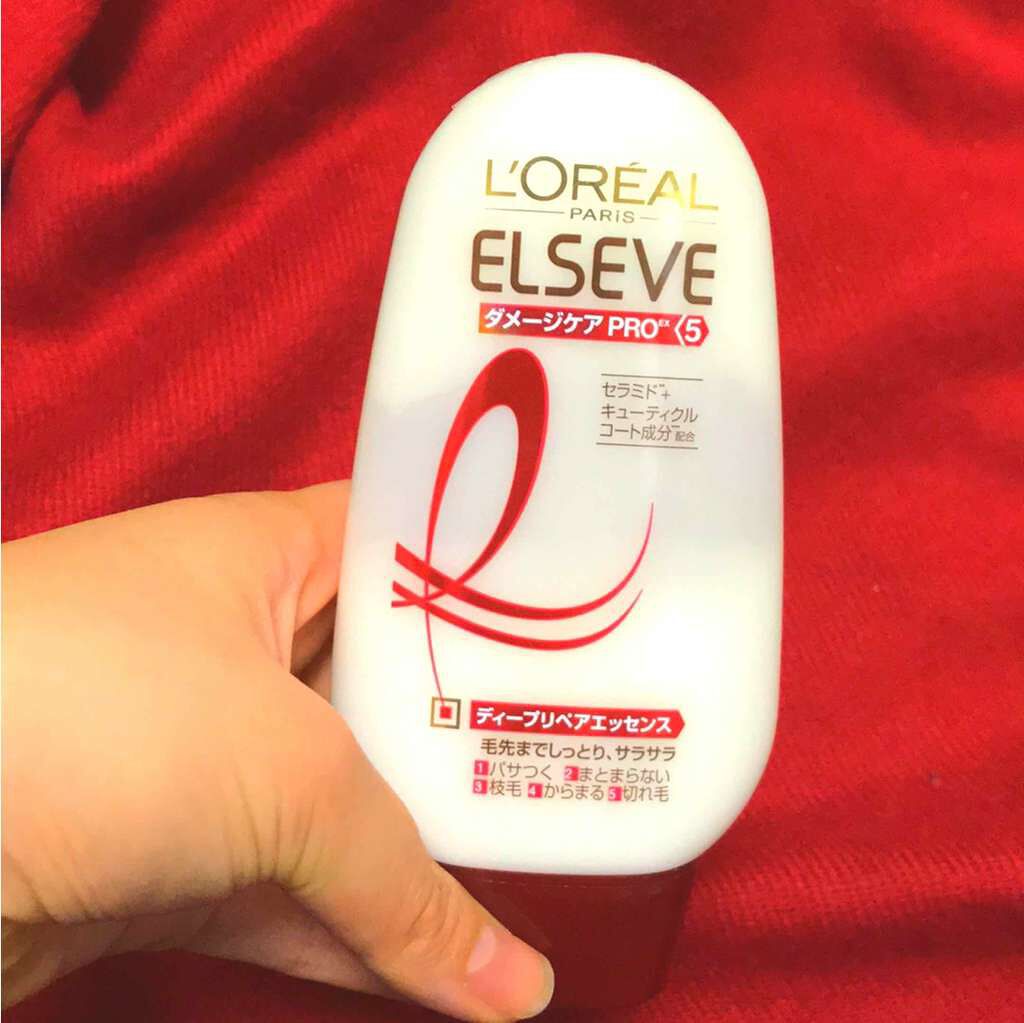 L'ORÉAL
PARIS
ELSEVE
ダメージケア PRO EX 5
セラミド +
キューティクル
コート成分 配合
ディープリペアエッセンス
毛先までしっとり、サラサラ
1 パサつく 2 まとまらない
3 枝毛 4 からまる 5 切れ毛